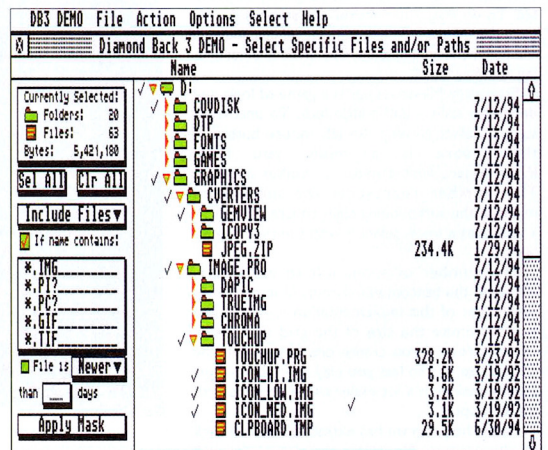 DB3 DEMO File Action Options Select Help
Diamond Back 3 DEMO - Select Specific Files and/or Paths
Name Size Date
Currently Selected:
Folders: 20
Files: 63
Bytes: 5,421,180
Sel All Clr All
Include Files
If name contains:
*.IMG_________
*.PI?_________
*.PC?_________
*.GIF_________
*.TIF_________
File is Newer
than ____ days
Apply Mask
D:
COVDISK 7/12/94
DTP 7/12/94
FONTS 7/12/94
GAMES 7/12/94
GRAPHICS 7/12/94
CVERTERS 7/12/94
GEMVIEW 7/12/94
ICOPY3 7/12/94
JPEG.ZIP 234.4K 1/29/94
IMAGE.PRO 7/12/94
DAPIC 7/12/94
TRUEIMG 7/12/94
CHROMA 7/12/94
TOUCHUP 7/12/94
TOUCHUP.PRG 328.2K 3/23/92
ICON_HI.IMG 6.6K 3/19/92
ICON_LOW.IMG 3.2K 3/19/92
ICON_MED.IMG 3.1K 3/19/92
CLPBOARD.TMP 29.5K 6/30/94